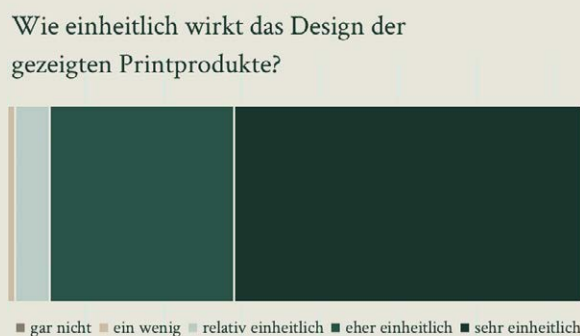 Wie einheitlich wirkt das Design der
gezeigten Printprodukte?
gar nicht ein wenig relativ einheitlich eher einheitlich sehr einheitlich